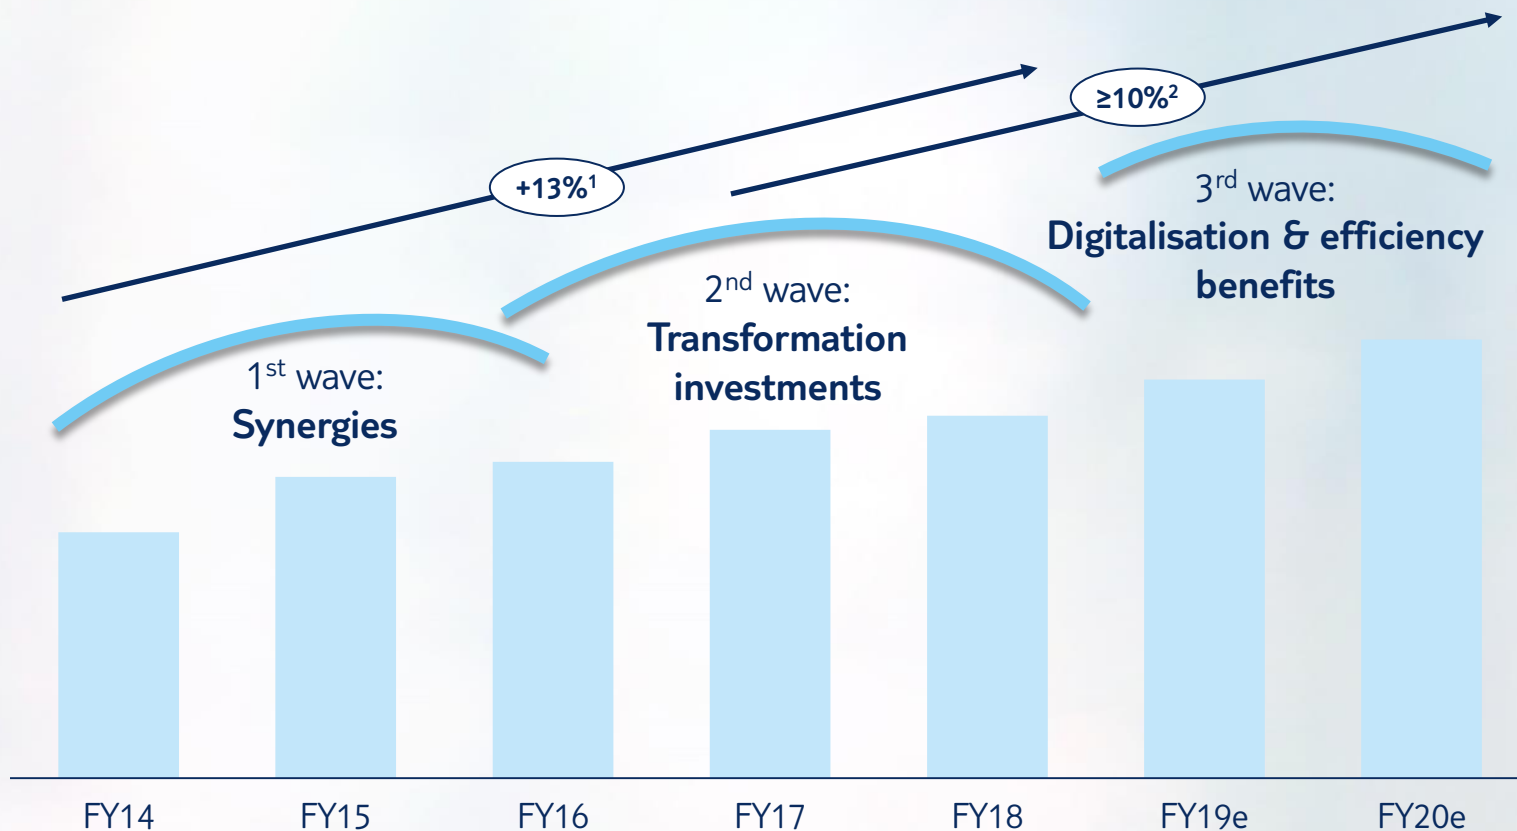 ≥10%²
+13%¹
3rd wave:
Digitalisation & efficiency
benefits
2nd wave:
Transformation
investments
1st wave:
Synergies
FY14 FY15 FY16 FY17 FY18 FY19e FY20e